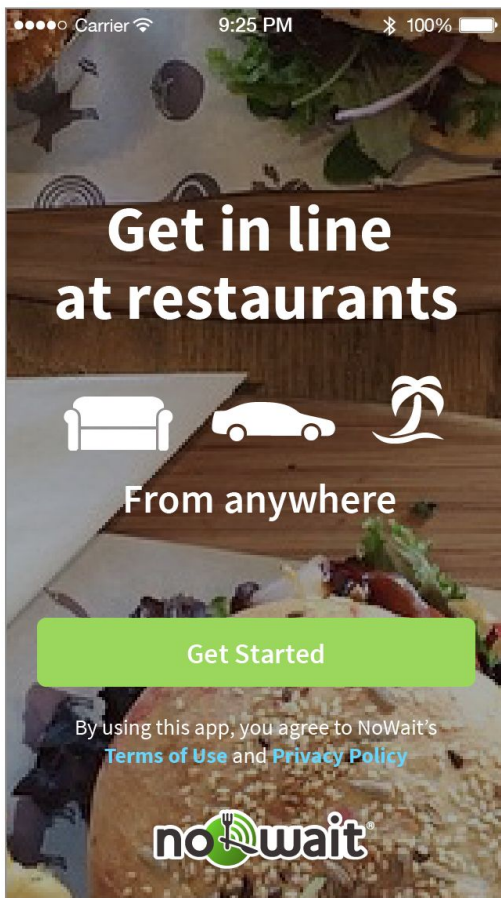 Carrier 9:25 PM 100%
Get in line
at restaurants
From anywhere
Get Started
By using this app, you agree to NoWait's
Terms of Use and Privacy Policy
nowait®